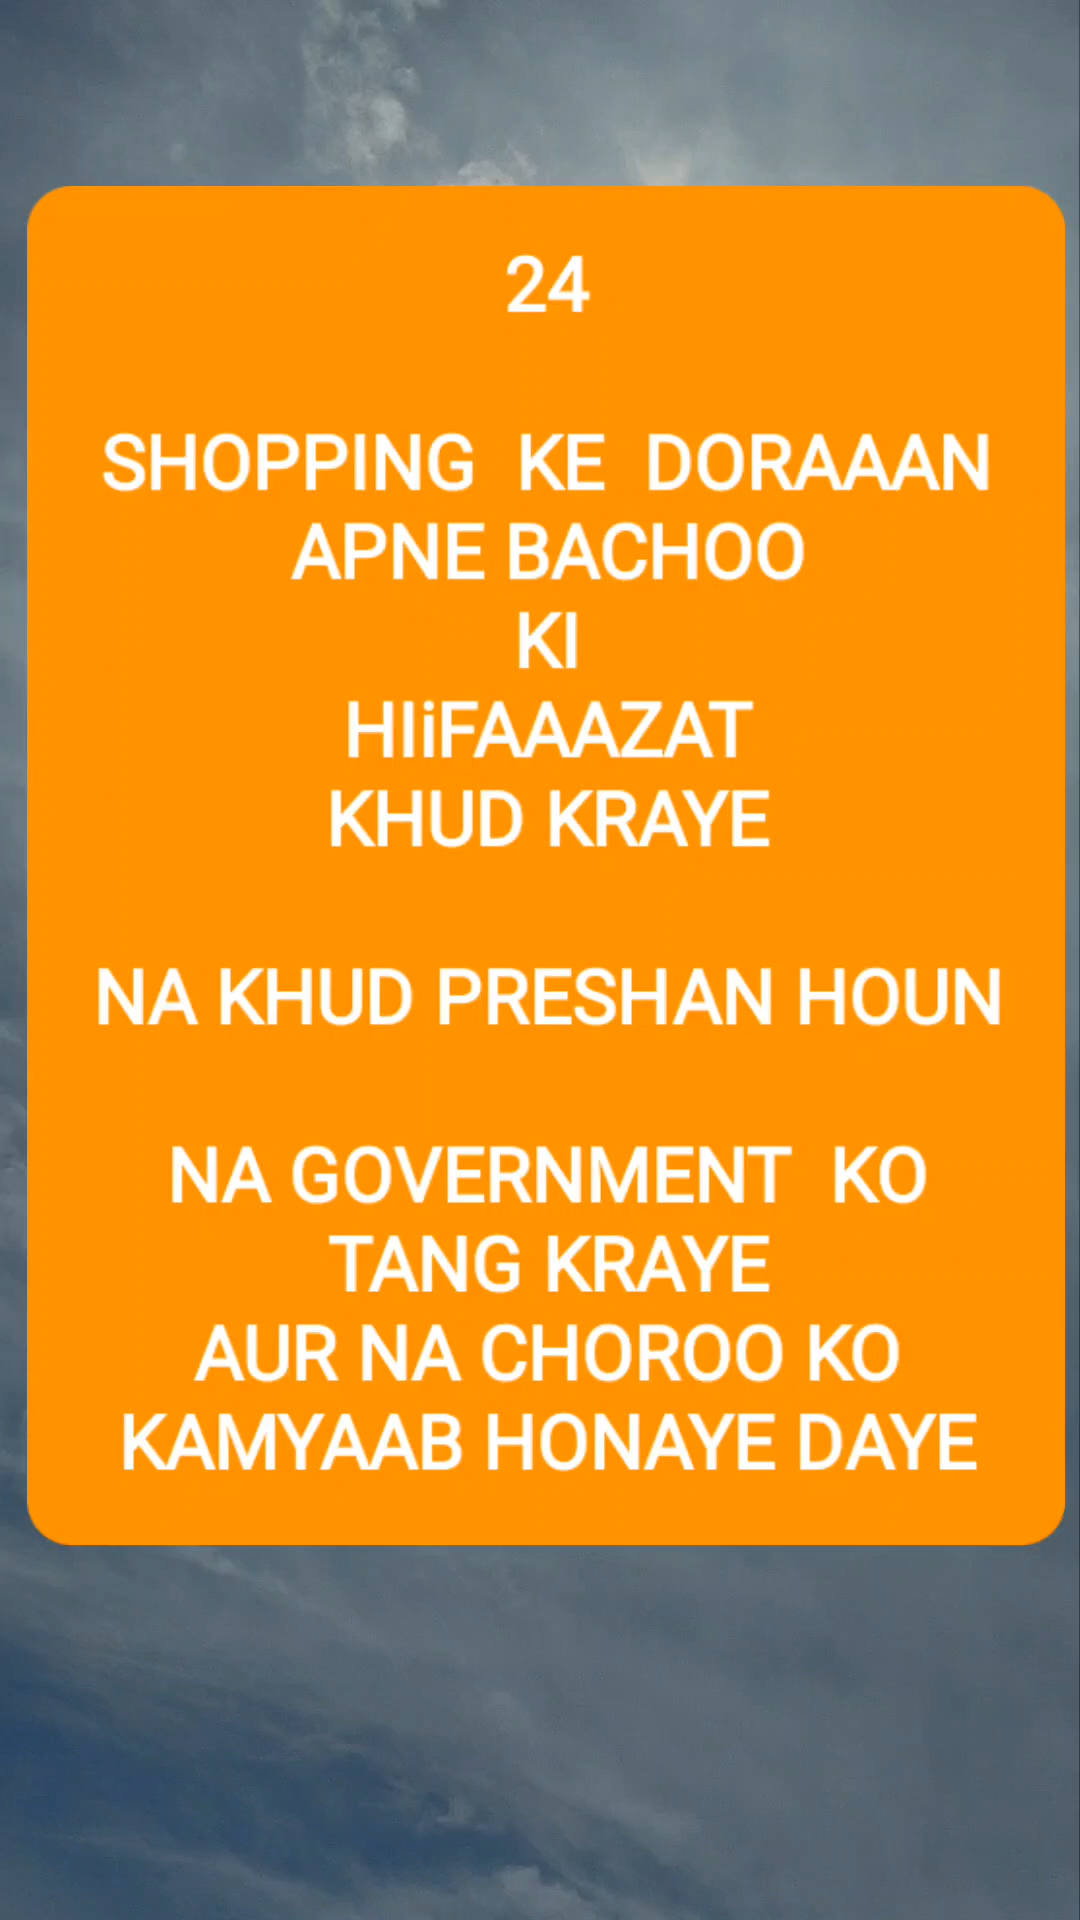 24
SHOPPING  KE  DORAAAN
APNE BACHOO
KI
HIiFAAAZAT
KHUD KRAYE
NA KHUD PRESHAN HOUN
NA GOVERNMENT  KO
TANG KRAYE
AUR NA CHOROO KO
KAMYAAB HONAYE DAYE